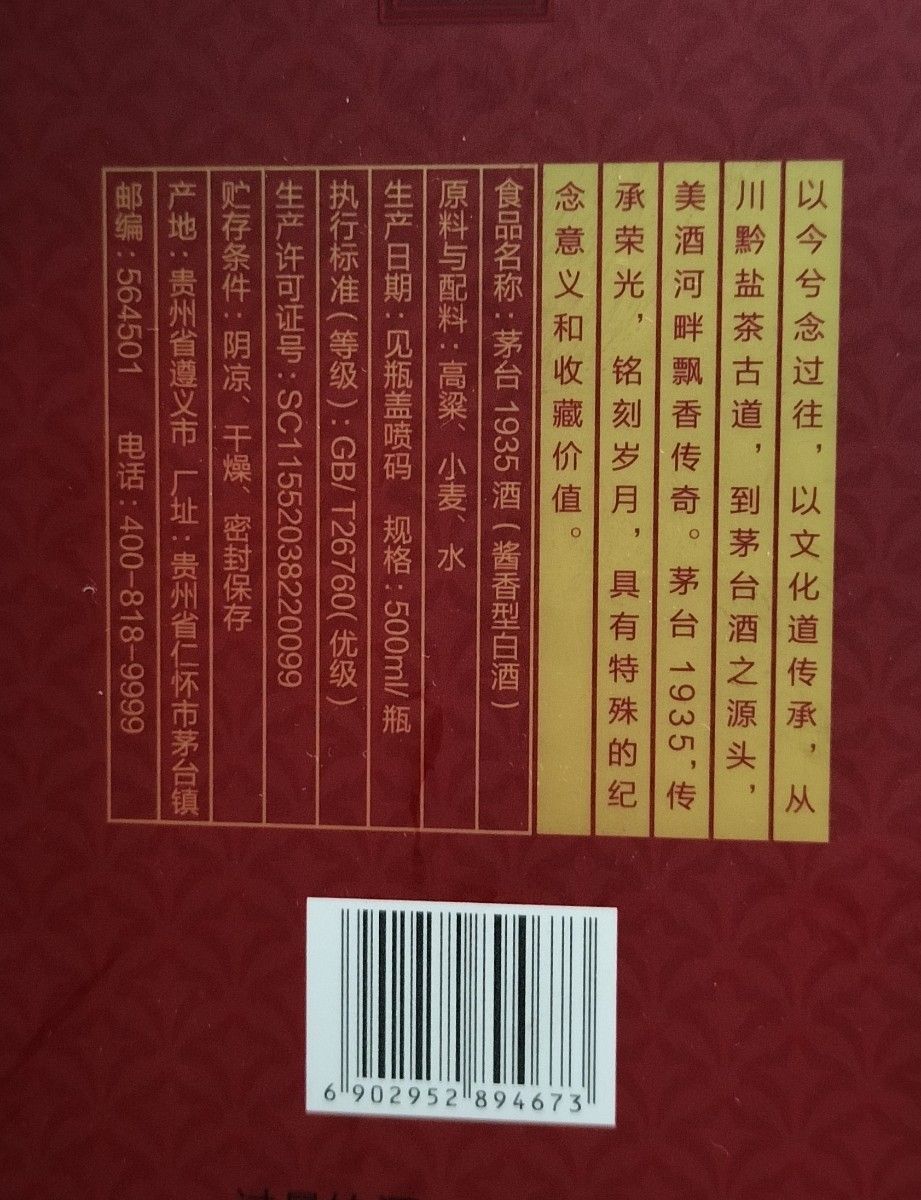 以今兮念过往，以文化道传承，从
川黔盐茶古道，到茅台酒之源头，
美酒河畔飘香传奇。茅台1935，传
承荣光，铭刻岁月，具有特殊的纪
念意义和收藏价值。
食品名称：茅台1935酒(酱香型白酒)
原料与配料：高粱、小麦、水
生产日期：见瓶盖喷码 规格：500ml/瓶
执行标准(等级)：GB/T26760(优级)
生产许可证号：SC11552038220099
贮存条件：阴凉、干燥、密封保存
产地：贵州省遵义市 厂址：贵州省仁怀市茅台镇
邮编：564501 电话：400-818-9999
6 902952 894673